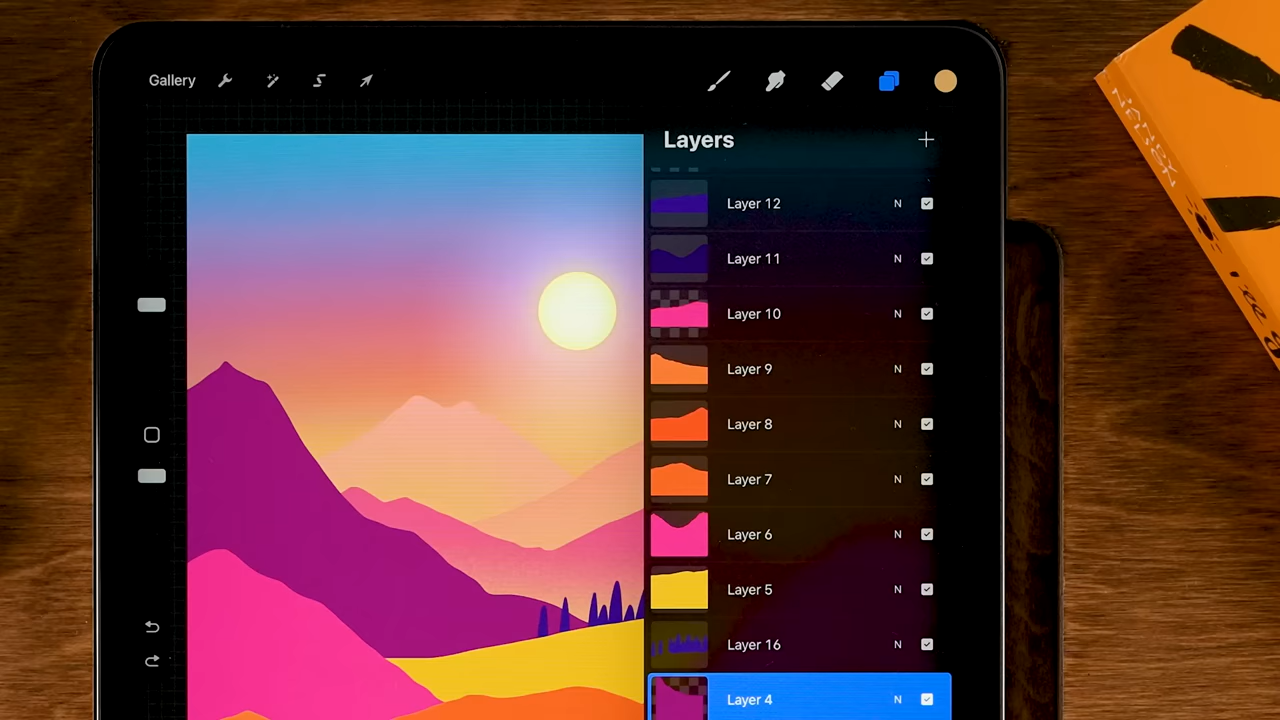 Gallery
Layers
Layer 12 N
Layer 11 N
Layer 10 N
Layer 9 N
Layer 8 N
Layer 7 N
Layer 6 N
Layer 5 N
Layer 16 N
Layer 4 N